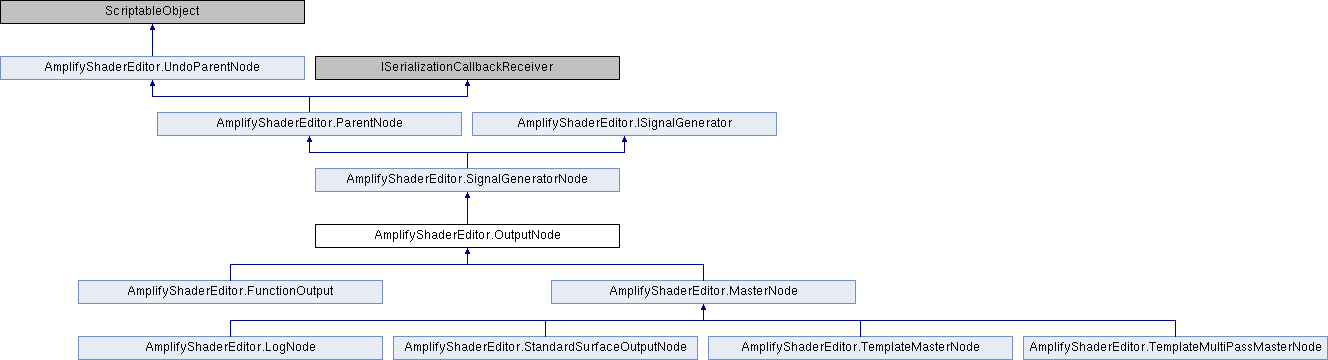 ScriptableObject
AmplifyShaderEditor.UndoParentNode
ISerializationCallbackReceiver
AmplifyShaderEditor.ParentNode
AmplifyShaderEditor.ISignalGenerator
AmplifyShaderEditor.SignalGeneratorNode
AmplifyShaderEditor.OutputNode
AmplifyShaderEditor.FunctionOutput
AmplifyShaderEditor.MasterNode
AmplifyShaderEditor.LogNode
AmplifyShaderEditor.StandardSurfaceOutputNode
AmplifyShaderEditor.TemplateMasterNode
AmplifyShaderEditor.TemplateMultiPassMasterNode